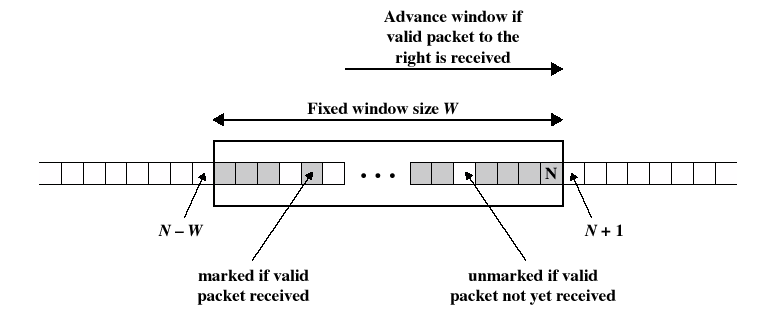 Advance window if
valid packet to the
right is received
Fixed window size W
• • •
N
N – W
N + 1
marked if valid
packet received
unmarked if valid
packet not yet received